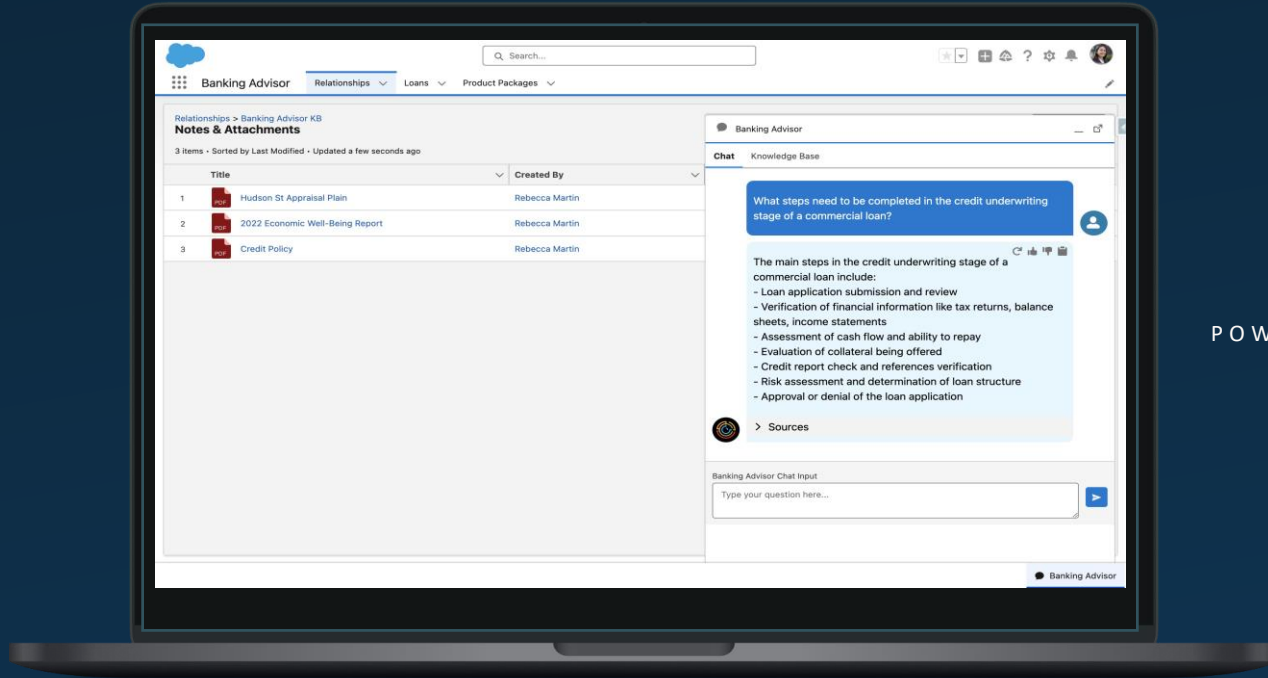 Search...
Banking Advisor Relationships Loans Product Packages
Relationships > Banking Advisor KB
Notes & Attachments
3 items • Sorted by Last Modified • Updated a few seconds ago
Title Created By
1 PDF Hudson St Appraisal Plain Rebecca Martin
2 PDF 2022 Economic Well-Being Report Rebecca Martin
3 PDF Credit Policy Rebecca Martin
Banking Advisor
Chat Knowledge Base
What steps need to be completed in the credit underwriting
stage of a commercial loan?
The main steps in the credit underwriting stage of a
commercial loan include:
- Loan application submission and review
- Verification of financial information like tax returns, balance
sheets, income statements
- Assessment of cash flow and ability to repay
- Evaluation of collateral being offered
- Credit report check and references verification
- Risk assessment and determination of loan structure
- Approval or denial of the loan application
> Sources
Banking Advisor Chat Input
Type your question here...
Banking Advisor